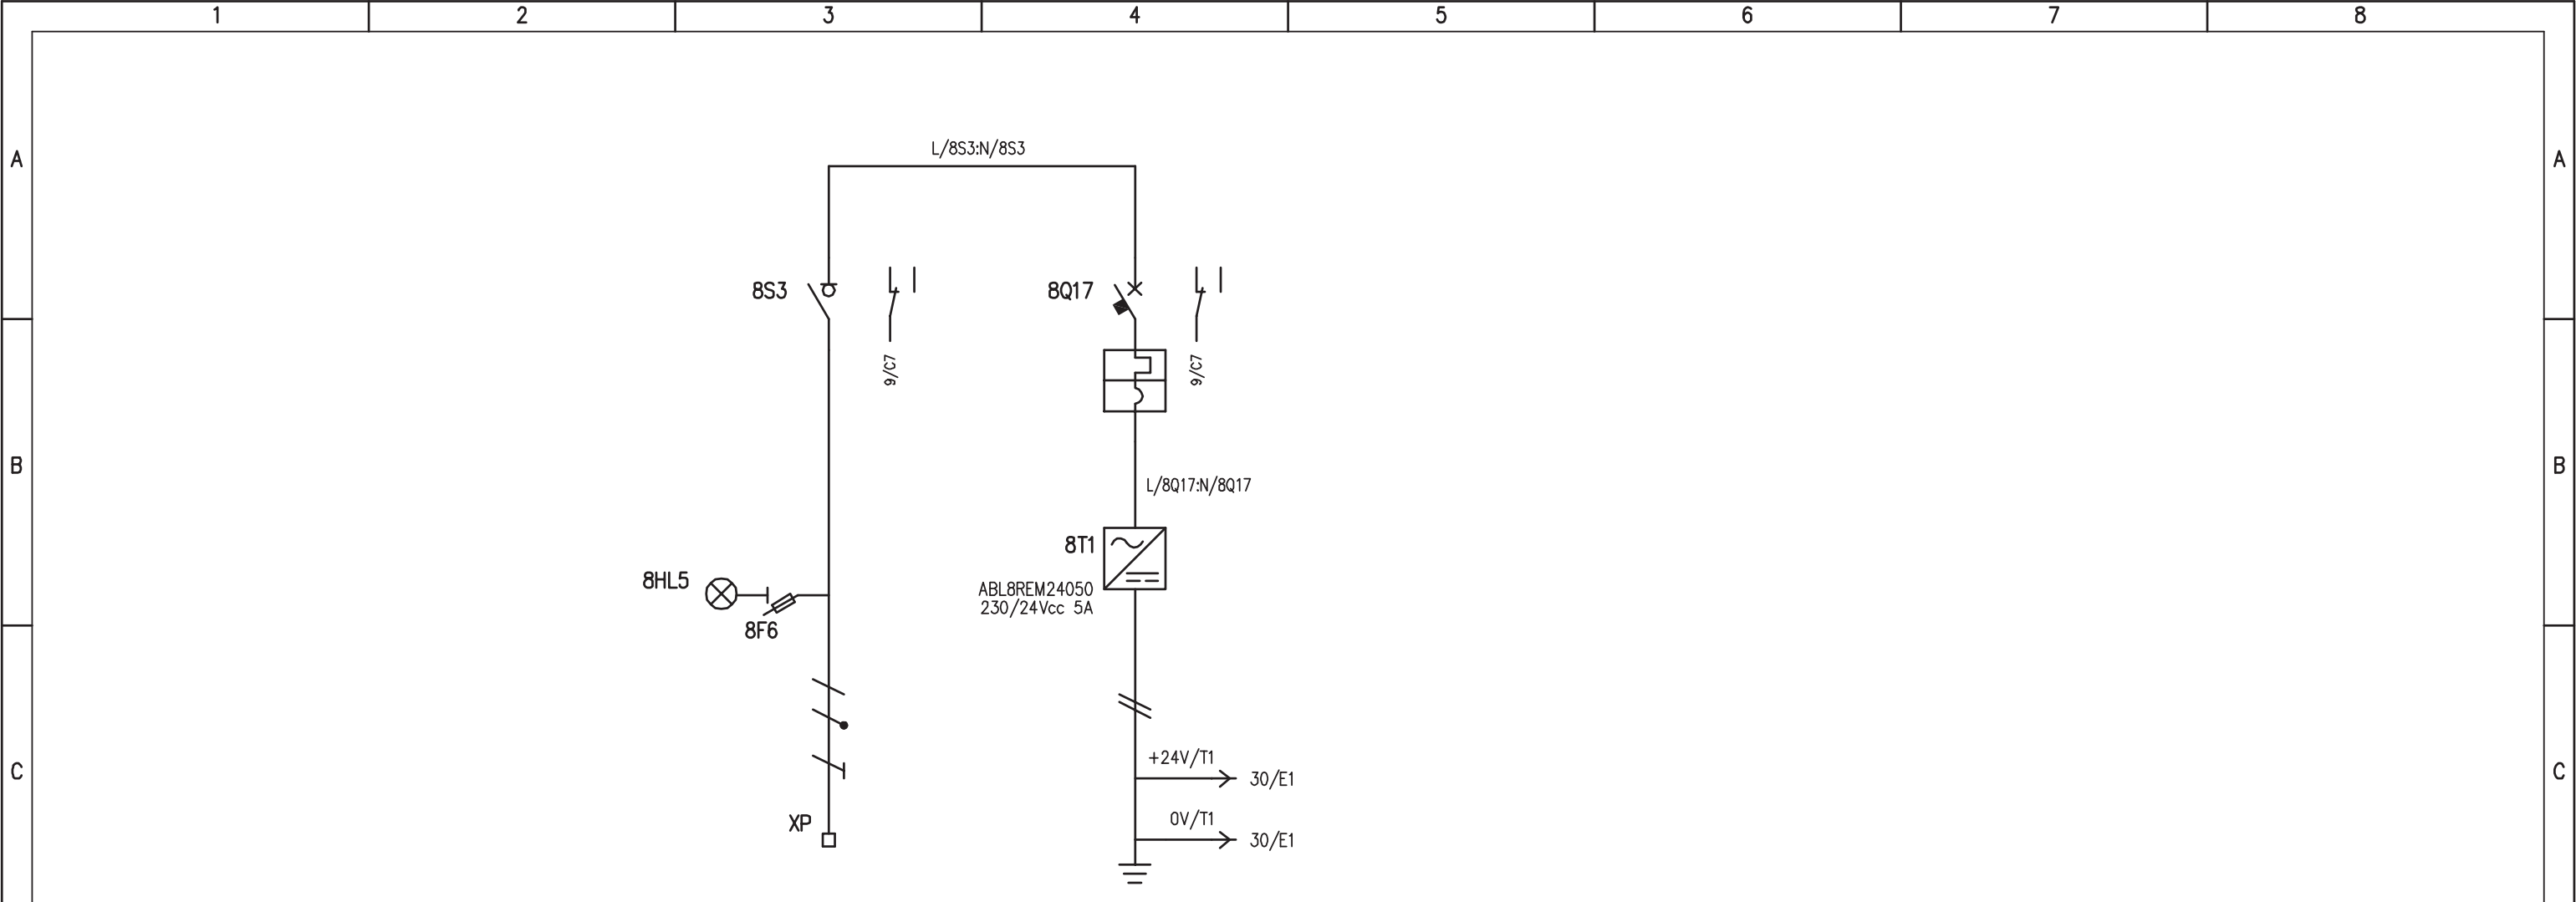 1 2 3 4 5 6 7 8
A A
L/8S3:N/8S3
8S3
9/C7
8Q17
9/C7
B B
L/8Q17:N/8Q17
8T1
ABL8REM24050
230/24Vcc 5A
8HL5
8F6
C C
+24V/T1
30/E1
0V/T1
30/E1
XP